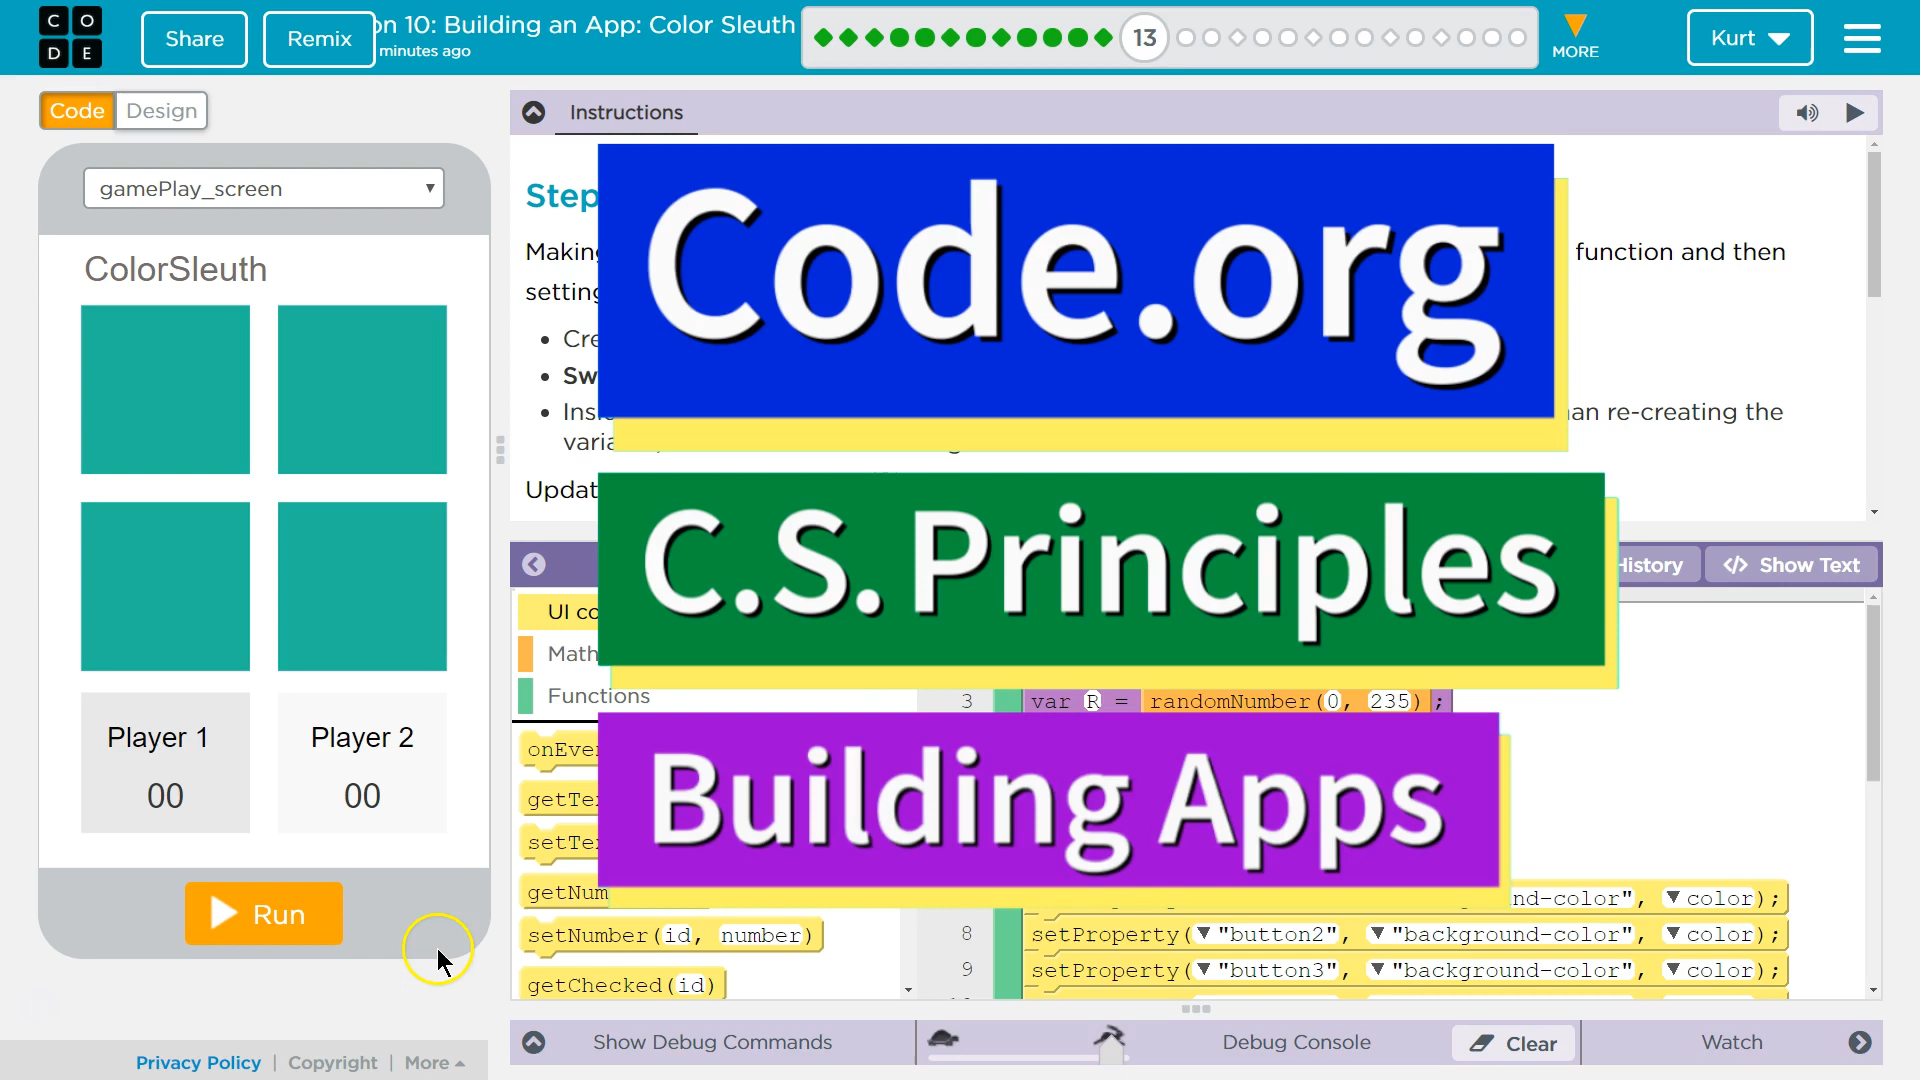 CODE
Share
Remix
on 10: Building an App: Color Sleuth
minutes ago
13
MORE
Kurt
Code
Design
gamePlay_screen
ColorSleuth
Player 1
00
Player 2
00
Run
Privacy Policy | Copyright | More
Instructions
Step
Making
function and then
setting
Cre
Sw
Insi
an re-creating the
varia
Updat
Code.org
C.S. Principles
Building Apps
History
Show Text
UI co
Math
Functions
onEve
getTe
setTe
getNum
setNumber(id, number)
getChecked(id)
3 var R = randomNumber(0, 235);
nd-color", color);
8 setProperty("button2", "background-color", color);
9 setProperty("button3", "background-color", color);
Show Debug Commands
Debug Console
Clear
Watch